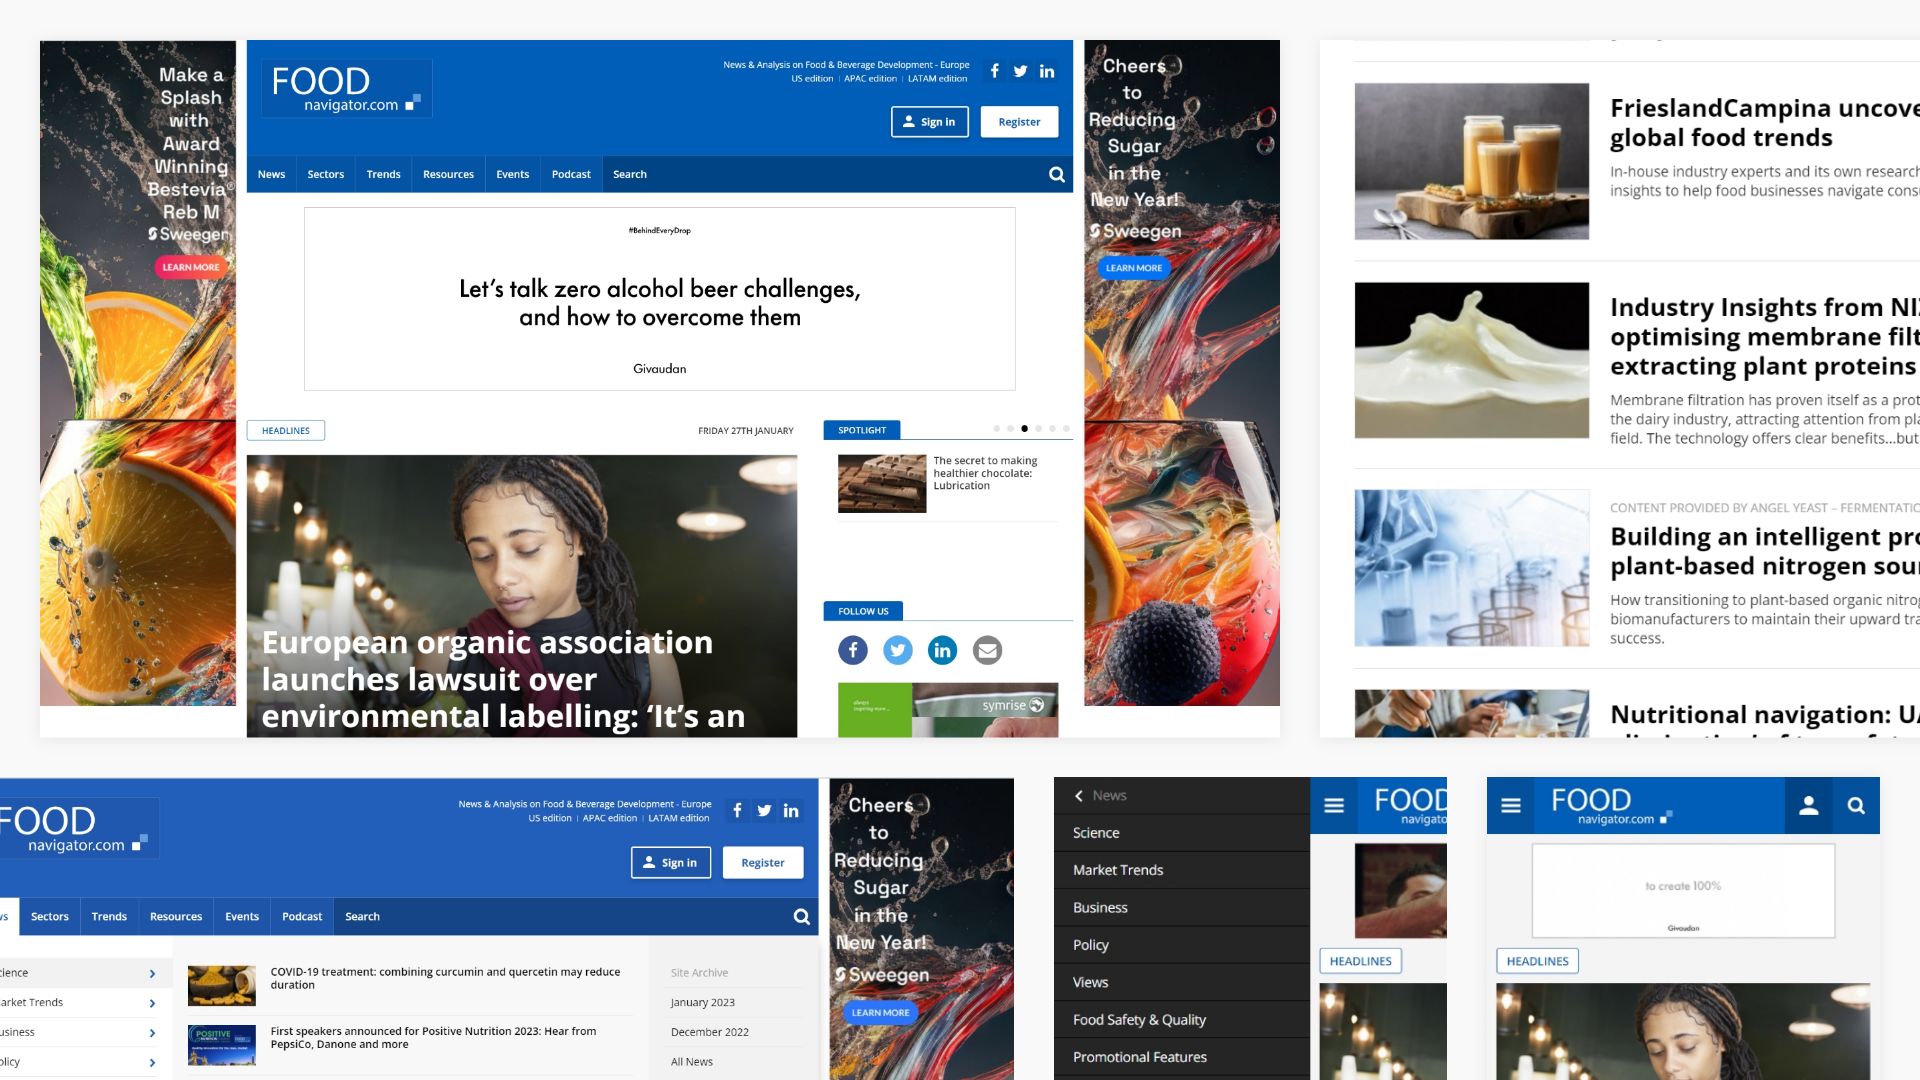 Make a
Splash
with
Award
Winning
Bestevia®
Reb M
Sweegen
LEARN MORE
FOOD
navigator.com
News & Analysis on Food & Beverage Development - Europe
US edition | APAC edition | LATAM edition
Sign in
Register
News
Sectors
Trends
Resources
Events
Podcast
Search
#BehindEveryDrop
Let's talk zero alcohol beer challenges,
and how to overcome them
Givaudan
HEADLINES
FRIDAY 27TH JANUARY
European organic association
launches lawsuit over
environmental labelling: 'It's an
SPOTLIGHT
The secret to making
healthier chocolate:
Lubrication
FOLLOW US
always
inspiring more...
symrise
Cheers
to
Reducing
Sugar
in the
New Year!
Sweegen
LEARN MORE
FrieslandCampina uncove
global food trends
In-house industry experts and its own research
insights to help food businesses navigate cons
Industry Insights from NI
optimising membrane filt
extracting plant proteins
Membrane filtration has proven itself as a prot
the dairy industry, attracting attention from pla
field. The technology offers clear benefits...but
CONTENT PROVIDED BY ANGEL YEAST – FERMENTATIO
Building an intelligent pro
plant-based nitrogen sour
How transitioning to plant-based organic nitrog
biomanufacturers to maintain their upward tra
success.
Nutritional navigation: U
FOOD
navigator.com
News & Analysis on Food & Beverage Development - Europe
US edition | APAC edition | LATAM edition
Sign in
Register
ws
Sectors
Trends
Resources
Events
Podcast
Search
cience
arket Trends
usiness
olicy
COVID-19 treatment: combining curcumin and quercetin may reduce
duration
POSITIVE
First speakers announced for Positive Nutrition 2023: Hear from
PepsiCo, Danone and more
Site Archive
January 2023
December 2022
All News
Cheers
to
Reducing
Sugar
in the
New Year!
Sweegen
LEARN MORE
News
Science
Market Trends
Business
Policy
Views
Food Safety & Quality
Promotional Features
FOOD
navigato
HEADLINES
FOOD
navigator.com
to create 100%
Givaudan
HEADLINES